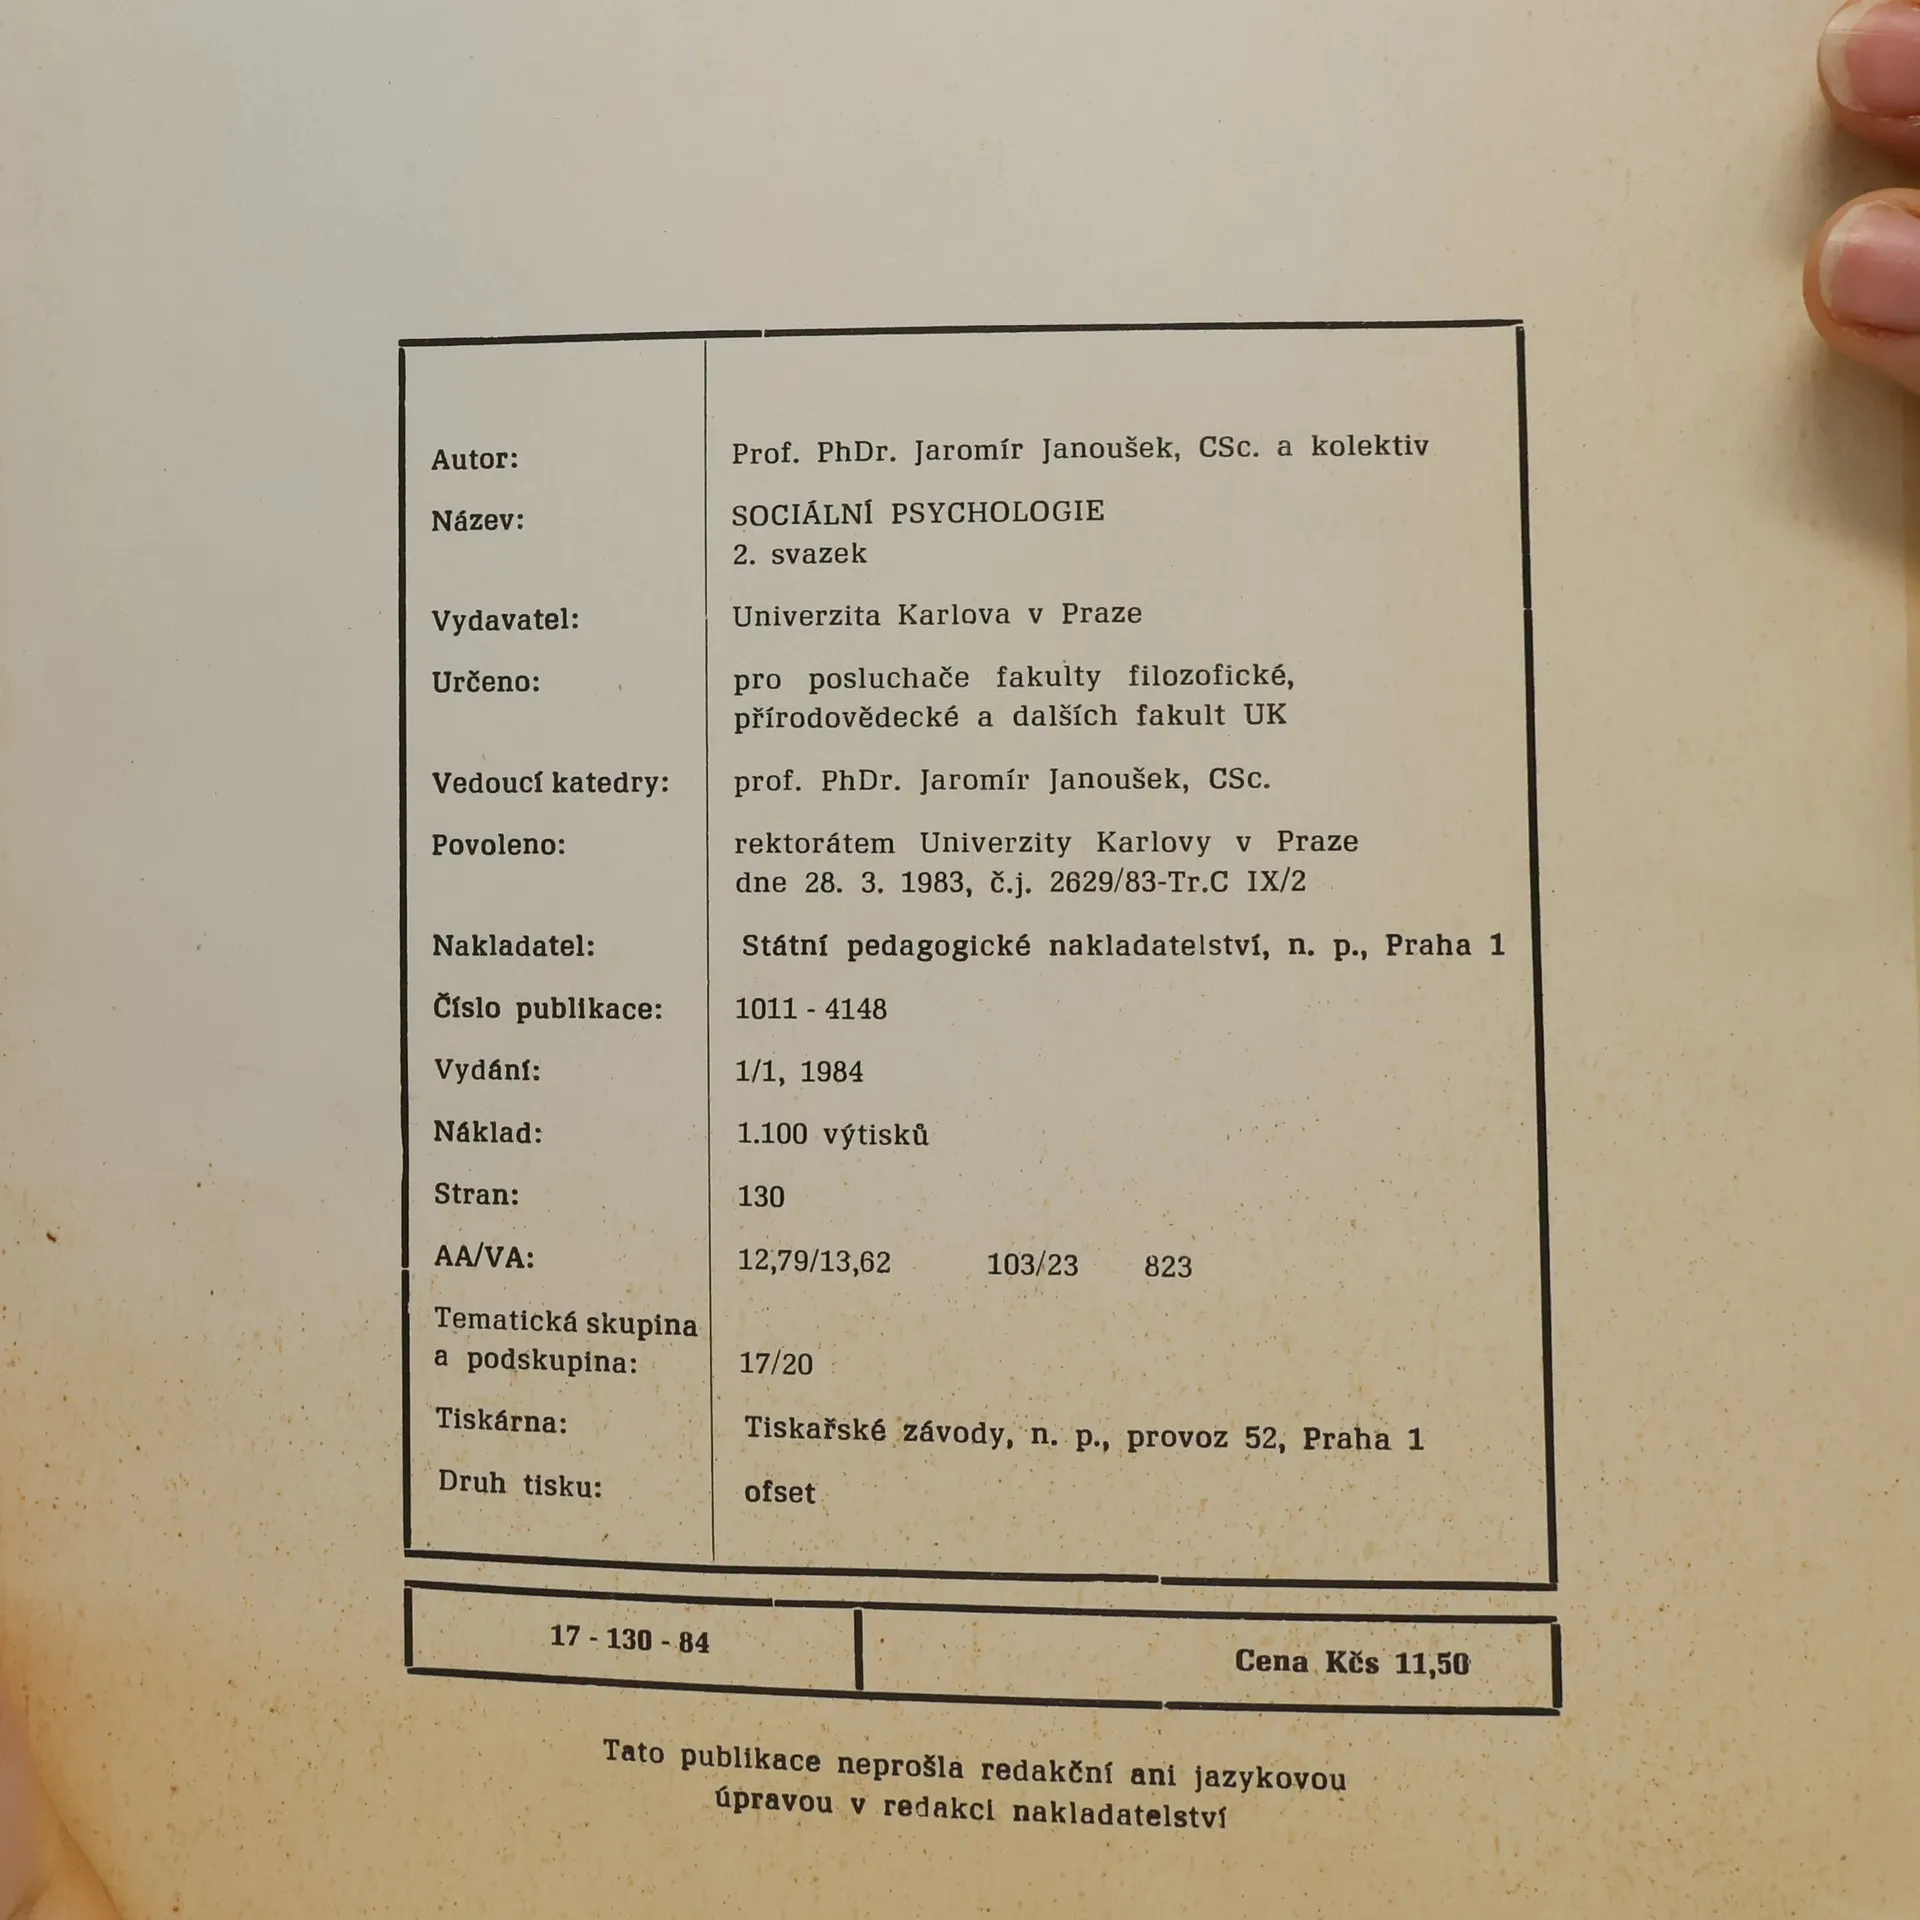 Autor: Prof. PhDr. Jaromír Janoušek, CSc. a kolektiv
Název: SOCIÁLNÍ PSYCHOLOGIE
2. svazek
Vydavatel: Univerzita Karlova v Praze
Určeno: pro posluchače fakulty filozofické,
přírodovědecké a dalších fakult UK
Vedoucí katedry: prof. PhDr. Jaromír Janoušek, CSc.
Povoleno: rektorátem Univerzity Karlovy v Praze
dne 28. 3. 1983, č.j. 2629/83-Tr.C IX/2
Nakladatel: Státní pedagogické nakladatelství, n. p., Praha 1
Číslo publikace: 1011 - 4148
Vydání: 1/1, 1984
Náklad: 1.100 výtisků
Stran: 130
AA/VA: 12,79/13,62 103/23 823
Tematická skupina
a podskupina: 17/20
Tiskárna: Tiskařské závody, n. p., provoz 52, Praha 1
Druh tisku: ofset
17 - 130 - 84 Cena Kčs 11,50
Tato publikace neprošla redakční ani jazykovou
úpravou v redakci nakladatelství